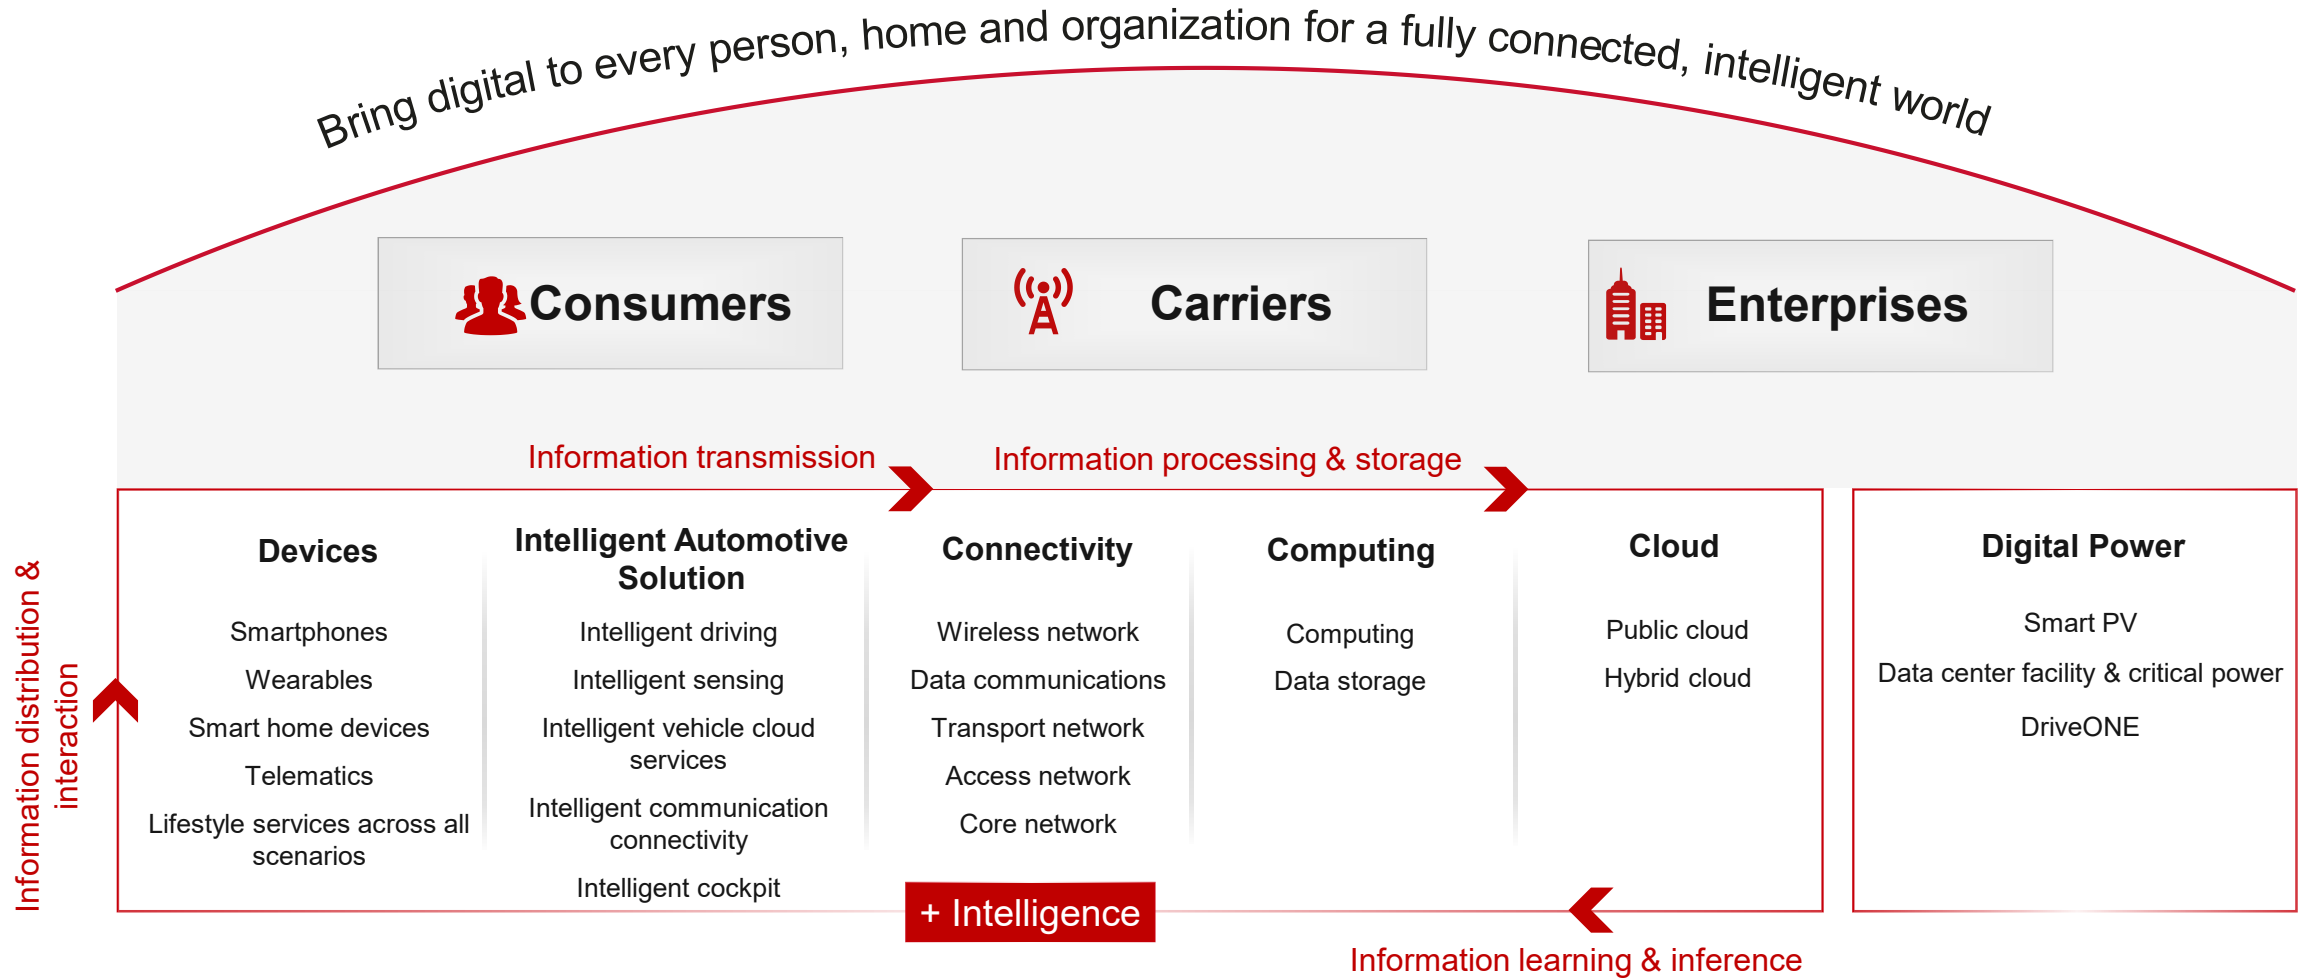 Bring digital to every person, home and organization for a fully connected, intelligent world
Consumers
Carriers
Enterprises
Information transmission
Information processing & storage
Information distribution &
interaction
Devices
Smartphones
Wearables
Smart home devices
Telematics
Lifestyle services across all
scenarios
Intelligent Automotive
Solution
Intelligent driving
Intelligent sensing
Intelligent vehicle cloud
services
Intelligent communication
connectivity
Intelligent cockpit
Connectivity
Wireless network
Data communications
Transport network
Access network
Core network
Computing
Computing
Data storage
Cloud
Public cloud
Hybrid cloud
Digital Power
Smart PV
Data center facility & critical power
DriveONE
+ Intelligence
Information learning & inference